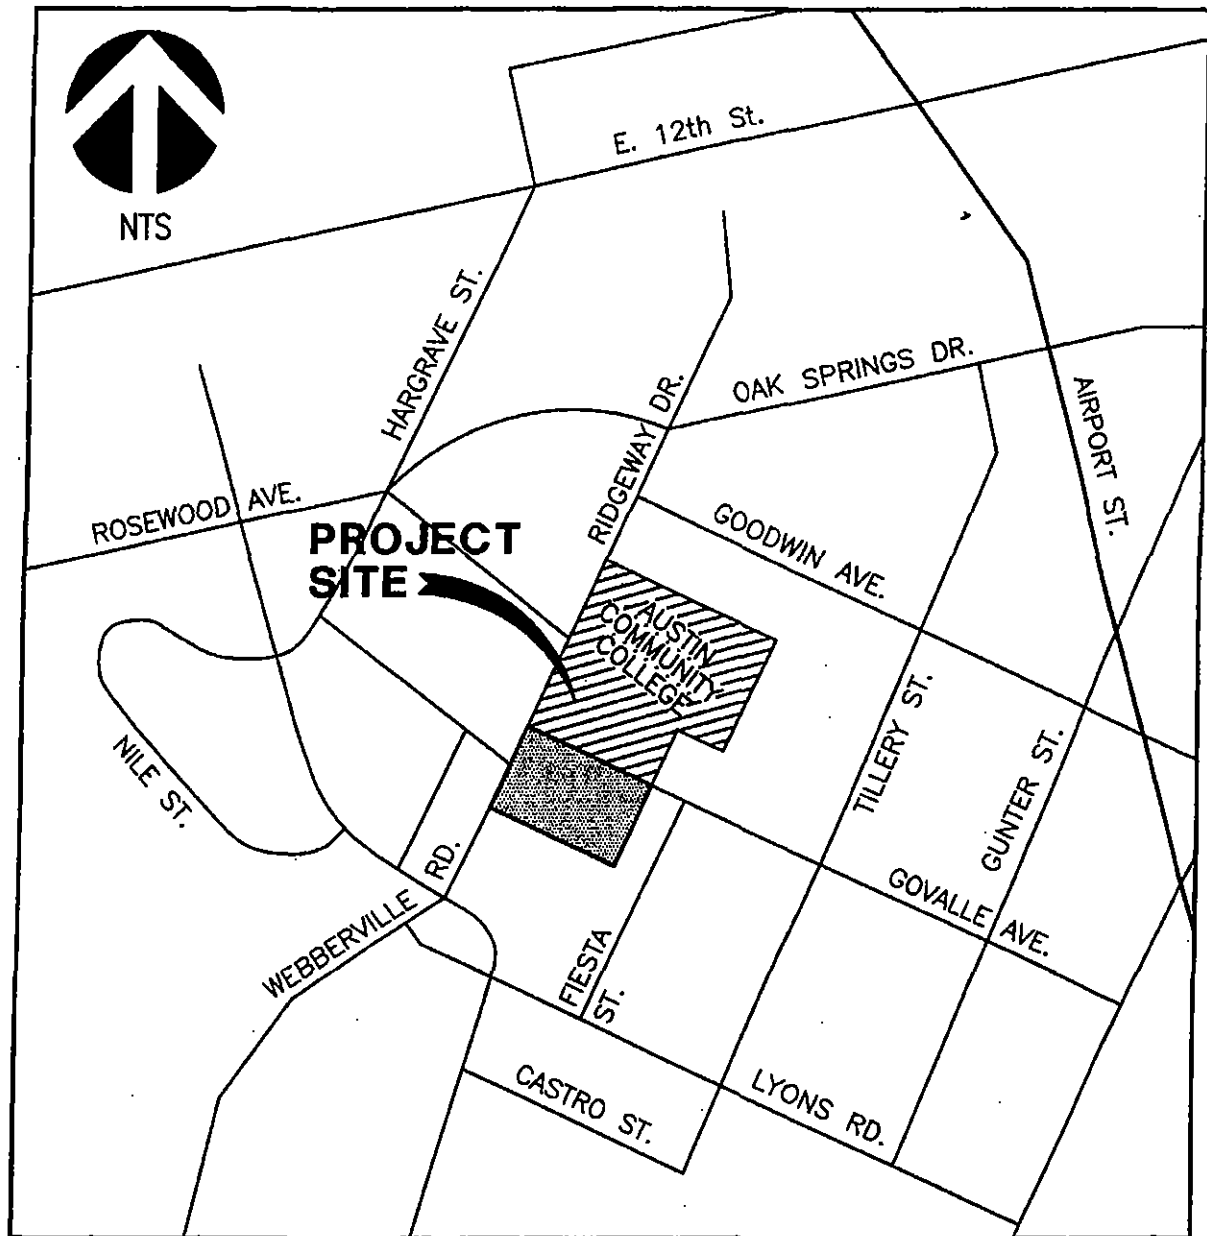 NTS
E. 12th St.
HARGRAVE ST.
RIDGEWAY DR.
OAK SPRINGS DR.
AIRPORT ST.
ROSEWOOD AVE.
PROJECT
SITE
GOODWIN AVE.
AUSTIN
COMMUNITY
COLLEGE
NILE ST.
TILLERY ST.
GUNTER ST.
WEBBERVILLE RD.
GOVALLE AVE.
FIESTA
ST.
CASTRO ST.
LYONS RD.